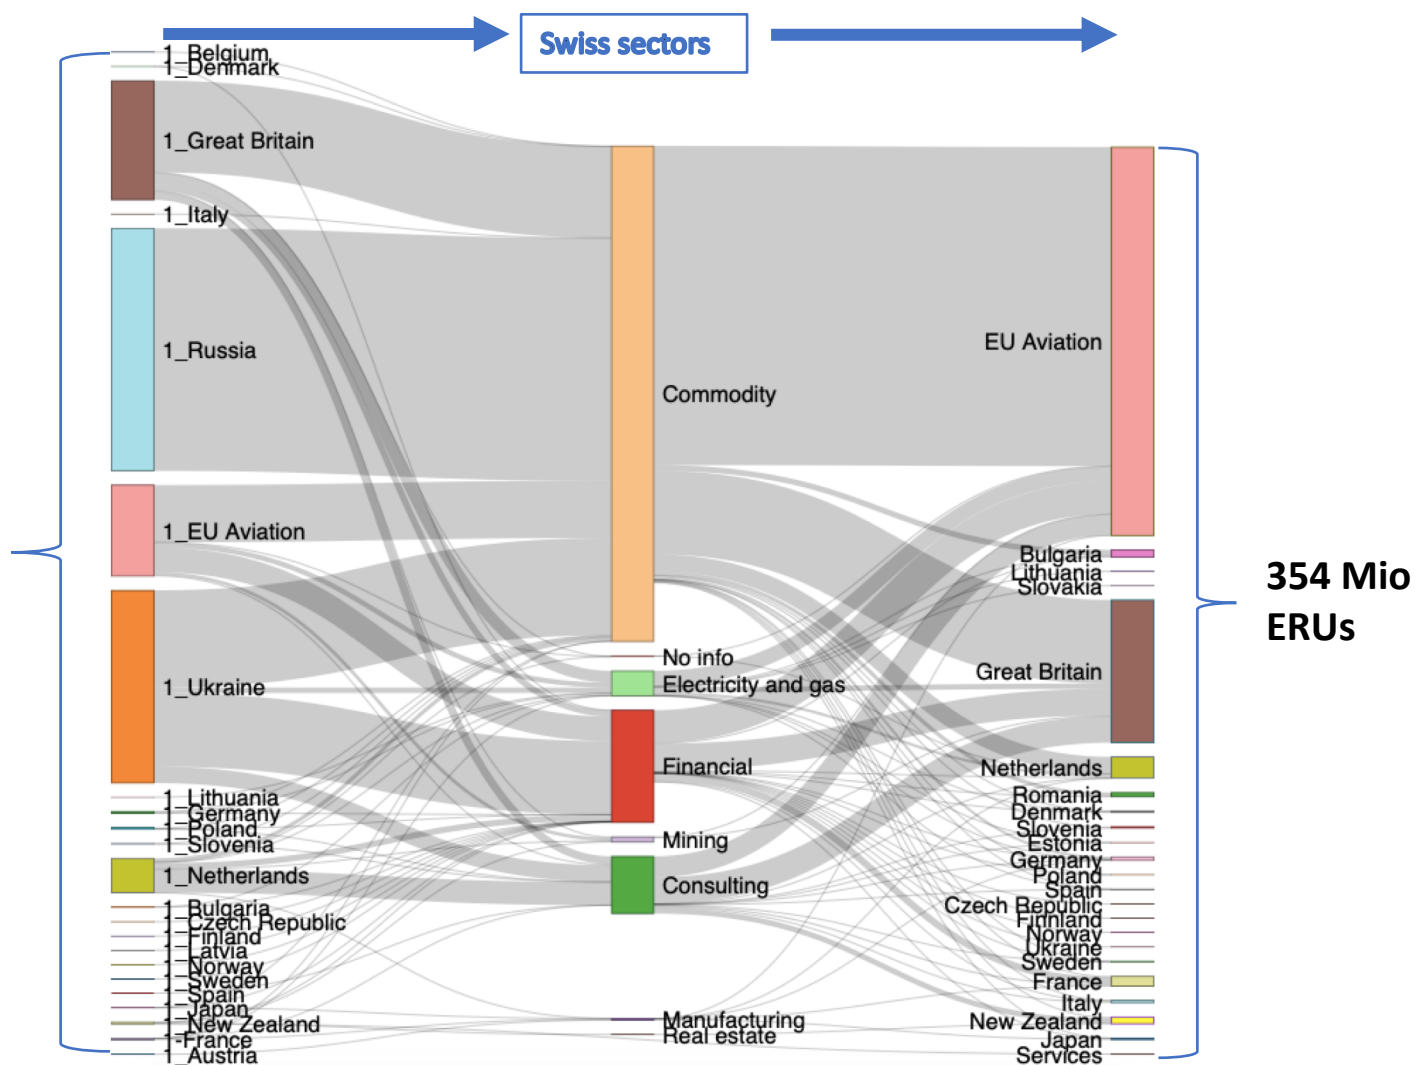 Swiss sectors
1_Belgium
1_Denmark
1_Great Britain
1_Italy
1_Russia
1_EU Aviation
1_Ukraine
1_Lithuania
1_Germany
1_Poland
1_Slovenia
1_Netherlands
1_Bulgaria
1_Czech Republic
1_Finland
1_Latvia
1_Norway
1_Sweden
1_Spain
1_Japan
1_New Zealand
1-France
1_Austria
Commodity
No info
Electricity and gas
Financial
Mining
Consulting
Manufacturing
Real estate
EU Aviation
Bulgaria
Lithuania
Slovakia
Great Britain
Netherlands
Romania
Denmark
Slovenia
Estonia
Germany
Poland
Spain
Czech Republic
Finnland
Norway
Ukraine
Sweden
France
Italy
New Zealand
Japan
Services
354 Mio
ERUs